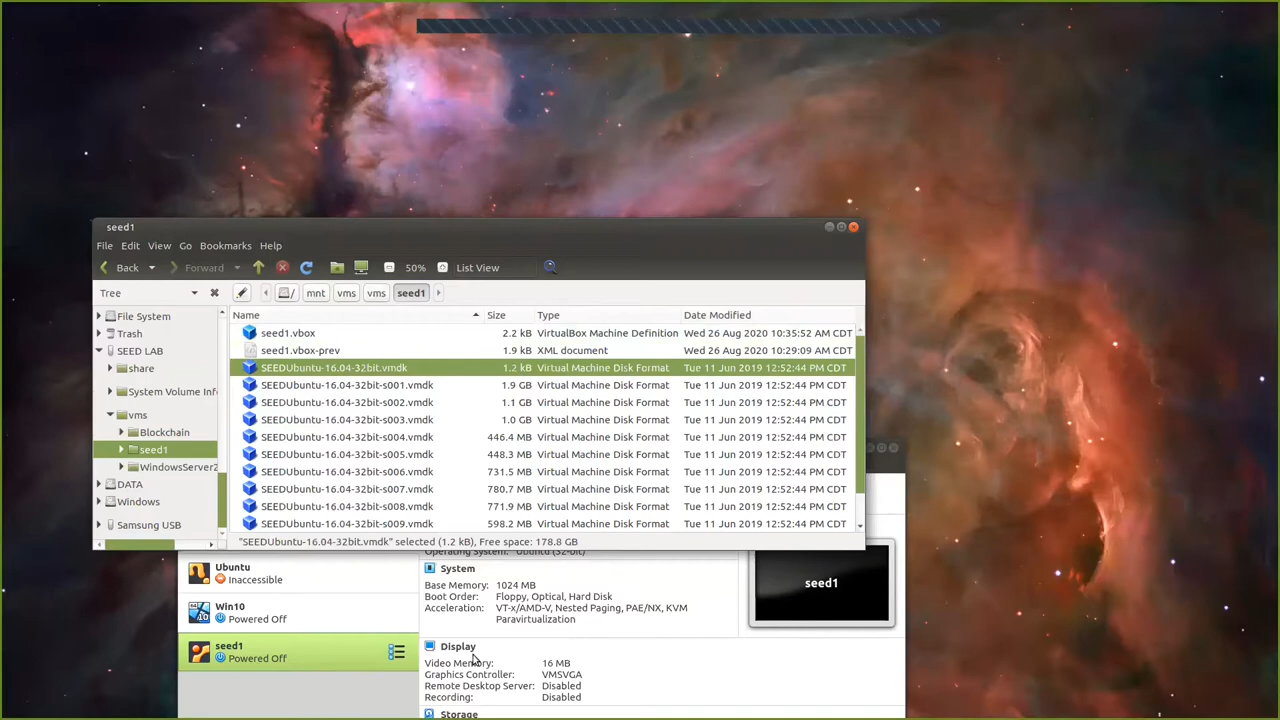 seed1
File Edit View Go Bookmarks Help
Back Forward 50% List View
Tree / mnt vms vms seed1
File System
Trash
SEED LAB
share
System Volume Inf
vms
Blockchain
seed1
WindowsServer2
DATA
Windows
Samsung USB
Name Size Type Date Modified
seed1.vbox 2.2 kB VirtualBox Machine Definition Wed 26 Aug 2020 10:35:52 AM CDT
seed1.vbox-prev 1.9 kB XML document Wed 26 Aug 2020 10:29:09 AM CDT
SEEDUbuntu-16.04-32bit.vmdk 1.2 kB Virtual Machine Disk Format Tue 11 Jun 2019 12:52:44 PM CDT
SEEDUbuntu-16.04-32bit-s001.vmdk 1.9 GB Virtual Machine Disk Format Tue 11 Jun 2019 12:52:44 PM CDT
SEEDUbuntu-16.04-32bit-s002.vmdk 1.1 GB Virtual Machine Disk Format Tue 11 Jun 2019 12:52:44 PM CDT
SEEDUbuntu-16.04-32bit-s003.vmdk 1.0 GB Virtual Machine Disk Format Tue 11 Jun 2019 12:52:44 PM CDT
SEEDUbuntu-16.04-32bit-s004.vmdk 446.4 MB Virtual Machine Disk Format Tue 11 Jun 2019 12:52:44 PM CDT
SEEDUbuntu-16.04-32bit-s005.vmdk 448.3 MB Virtual Machine Disk Format Tue 11 Jun 2019 12:52:44 PM CDT
SEEDUbuntu-16.04-32bit-s006.vmdk 731.5 MB Virtual Machine Disk Format Tue 11 Jun 2019 12:52:44 PM CDT
SEEDUbuntu-16.04-32bit-s007.vmdk 780.7 MB Virtual Machine Disk Format Tue 11 Jun 2019 12:52:44 PM CDT
SEEDUbuntu-16.04-32bit-s008.vmdk 771.9 MB Virtual Machine Disk Format Tue 11 Jun 2019 12:52:44 PM CDT
SEEDUbuntu-16.04-32bit-s009.vmdk 598.2 MB Virtual Machine Disk Format Tue 11 Jun 2019 12:52:44 PM CDT
"SEEDUbuntu-16.04-32bit.vmdk" selected (1.2 kB), Free space: 178.8 GB
Operating System: Ubuntu (32-bit)
Ubuntu
Inaccessible
Win10
Powered Off
seed1
Powered Off
System
Base Memory: 1024 MB
Boot Order: Floppy, Optical, Hard Disk
Acceleration: VT-x/AMD-V, Nested Paging, PAE/NX, KVM
Paravirtualization
seed1
Display
Video Memory: 16 MB
Graphics Controller: VMSVGA
Remote Desktop Server: Disabled
Recording: Disabled
Storage